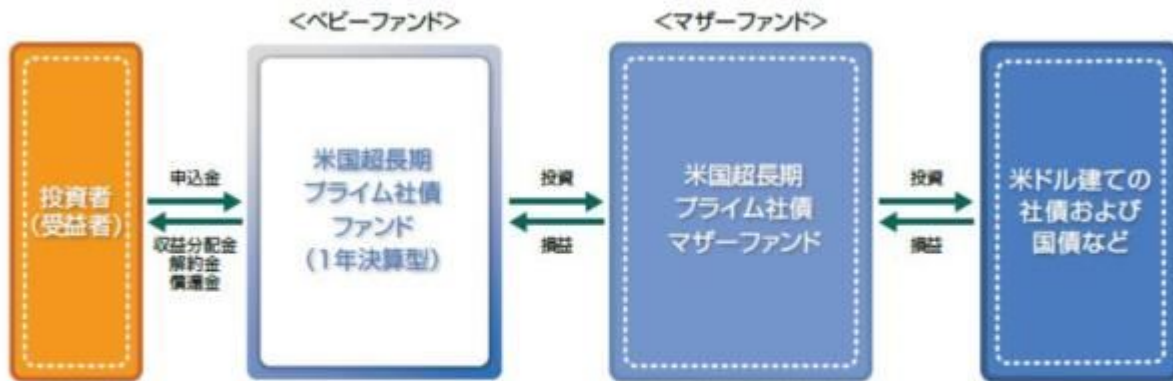 <ベビーファンド>
<マザーファンド>
投資者
(受益者)
申込金
収益分配金
解約金
償還金
米国超長期
プライム社債
ファンド
(1年決算型)
投資
損益
米国超長期
プライム社債
マザーファンド
投資
損益
米ドル建ての
社債および
国債など